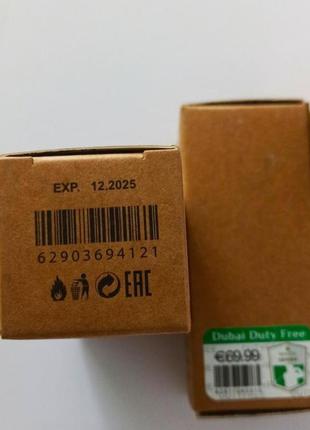 EXP. 12.2025
62903694121
EAC
Dubai Duty Free
€69.99